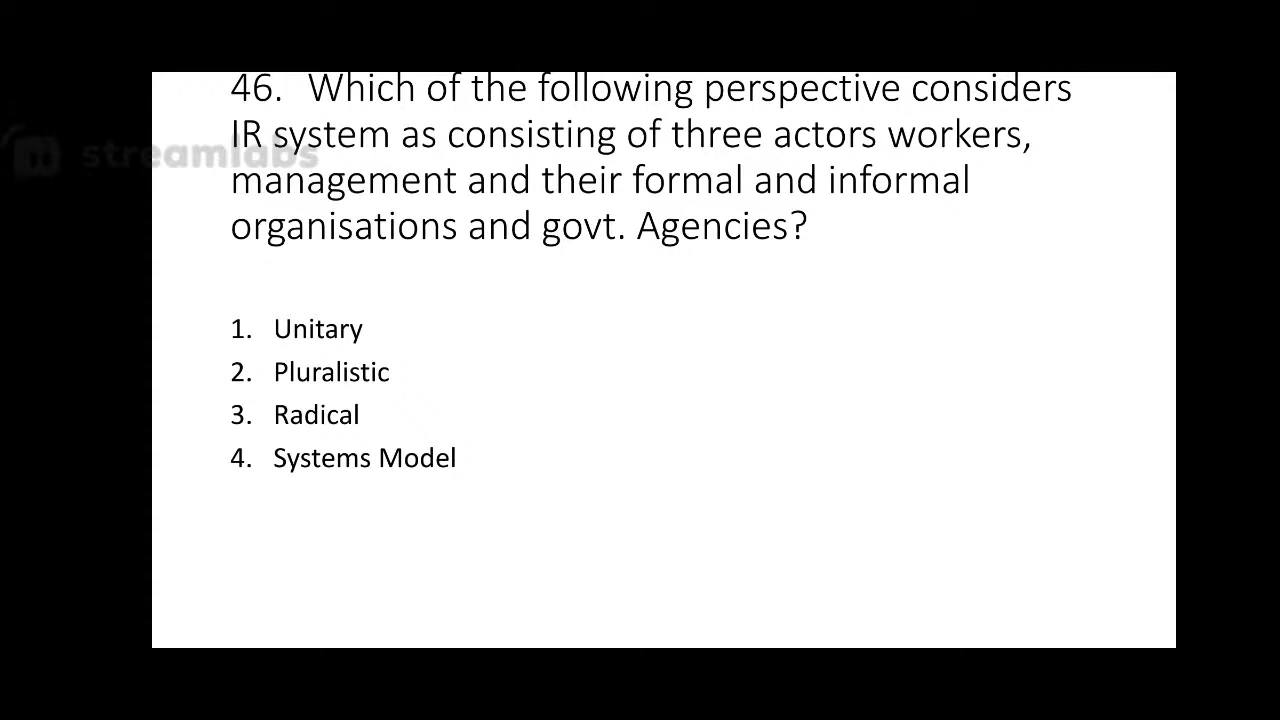 46. Which of the following perspective considers
IR system as consisting of three actors workers,
streamlabs
management and their formal and informal
organisations and govt. Agencies?
1. Unitary
2. Pluralistic
3. Radical
4. Systems Model